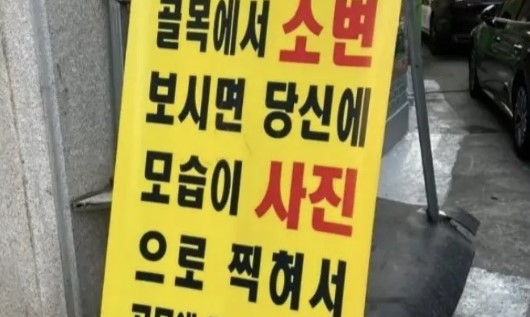 골목에서 소변
보시면 당신에
모습이 사진
으로 찍혀서